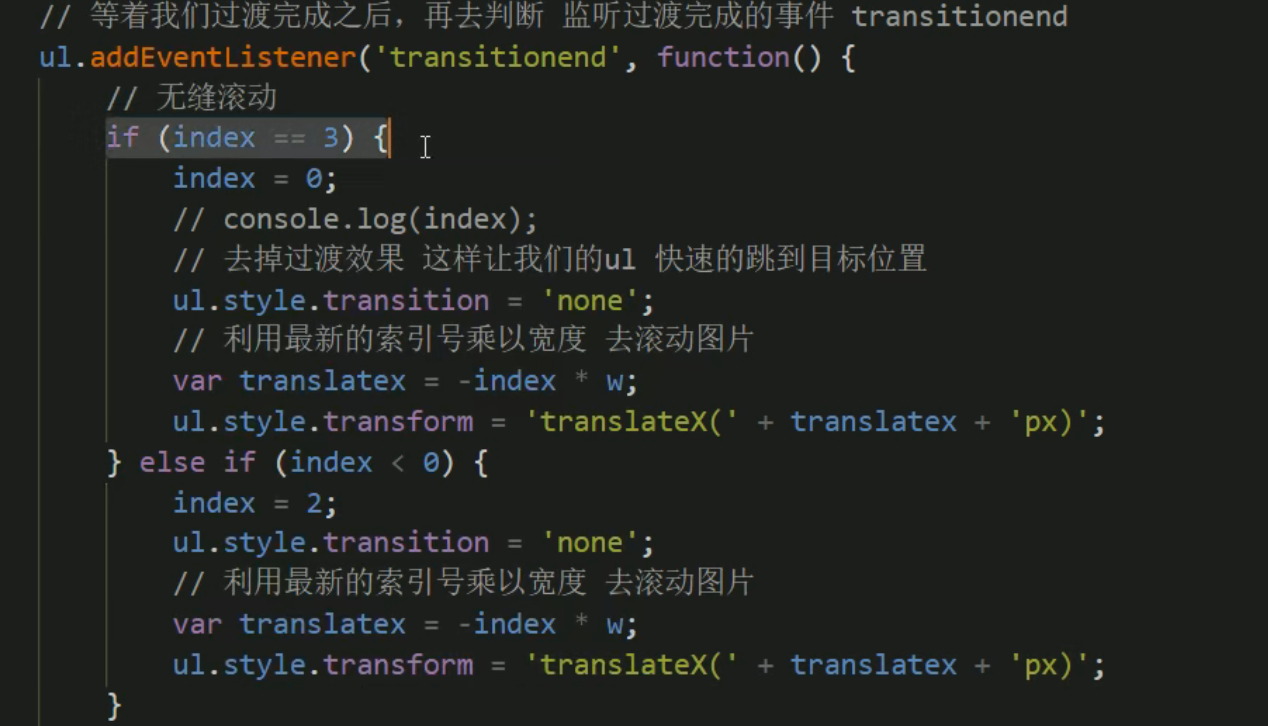 // 等着我们过渡完成之后，再去判断 监听过渡完成的事件 transitionend
ul.addEventListener('transitionend', function() {
// 无缝滚动
if (index == 3) {
index = 0;
// console.log(index);
// 去掉过渡效果 这样让我们的ul 快速的跳到目标位置
ul.style.transition = 'none';
// 利用最新的索引号乘以宽度 去滚动图片
var translatex = -index * w;
ul.style.transform = 'translateX(' + translatex + 'px)';
} else if (index < 0) {
index = 2;
ul.style.transition = 'none';
// 利用最新的索引号乘以宽度 去滚动图片
var translatex = -index * w;
ul.style.transform = 'translateX(' + translatex + 'px)';
}